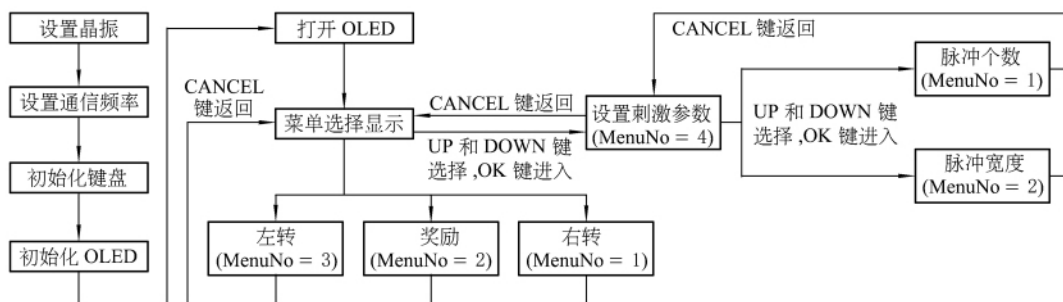 设置晶振
设置通信频率
初始化键盘
初始化 OLED
打开 OLED
CANCEL
键返回
菜单选择显示
CANCEL 键返回
UP 和 DOWN 键
选择 ,OK 键进入
左转
(MenuNo = 3)
奖励
(MenuNo = 2)
右转
(MenuNo = 1)
设置刺激参数
(MenuNo = 4)
CANCEL 键返回
UP 和 DOWN 键
选择 ,OK 键进入
脉冲个数
(MenuNo = 1)
脉冲宽度
(MenuNo = 2)